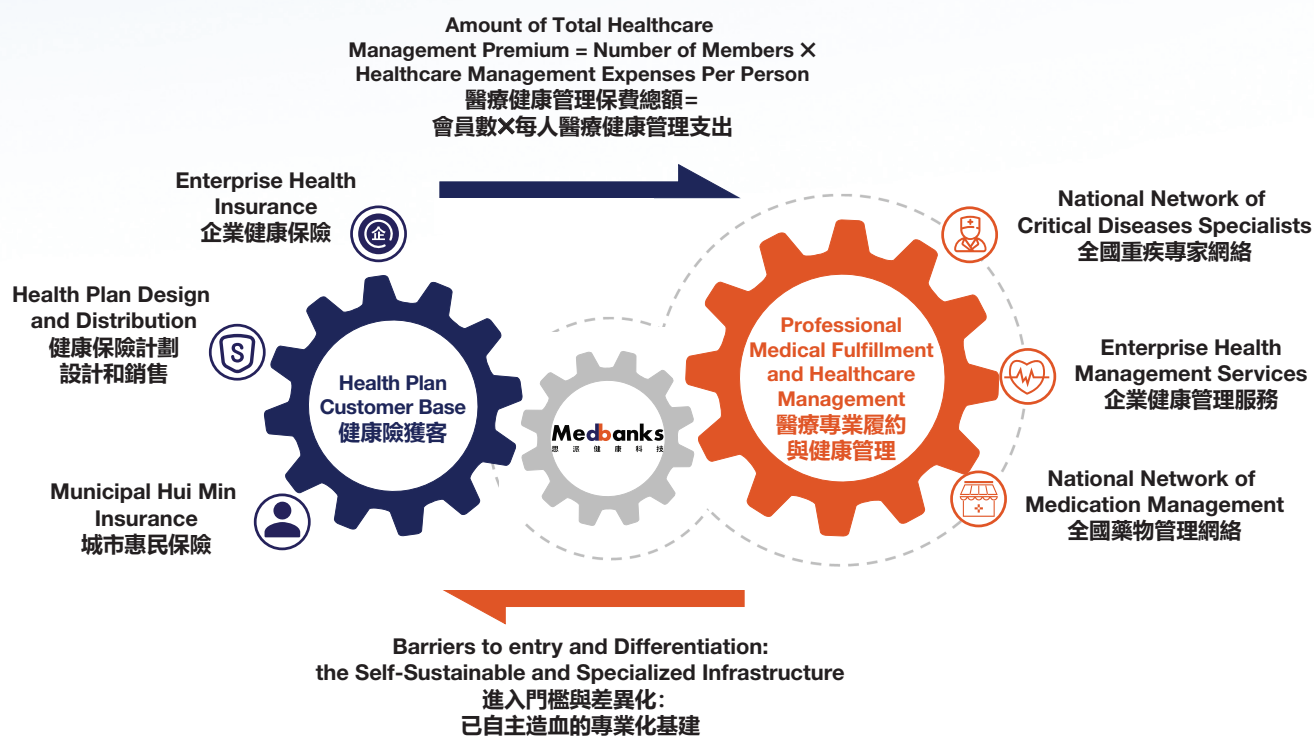 Amount of Total Healthcare
Management Premium = Number of Members ✕
Healthcare Management Expenses Per Person
醫療健康管理保費總額=
會員數✕每人醫療健康管理支出
Enterprise Health
Insurance
企業健康保險
企
Health Plan Design
and Distribution
健康保險計劃
設計和銷售
S
Municipal Hui Min
Insurance
城市惠民保險
Health Plan
Customer Base
健康險獲客
Medbanks
思派健康科技
Professional
Medical Fulfillment
and Healthcare
Management
醫療專業履約
與健康管理
National Network of
Critical Diseases Specialists
全國重疾專家網絡
Enterprise Health
Management Services
企業健康管理服務
National Network of
Medication Management
全國藥物管理網絡
Barriers to entry and Differentiation:
the Self-Sustainable and Specialized Infrastructure
進入門檻與差異化:
已自主造血的專業化基建